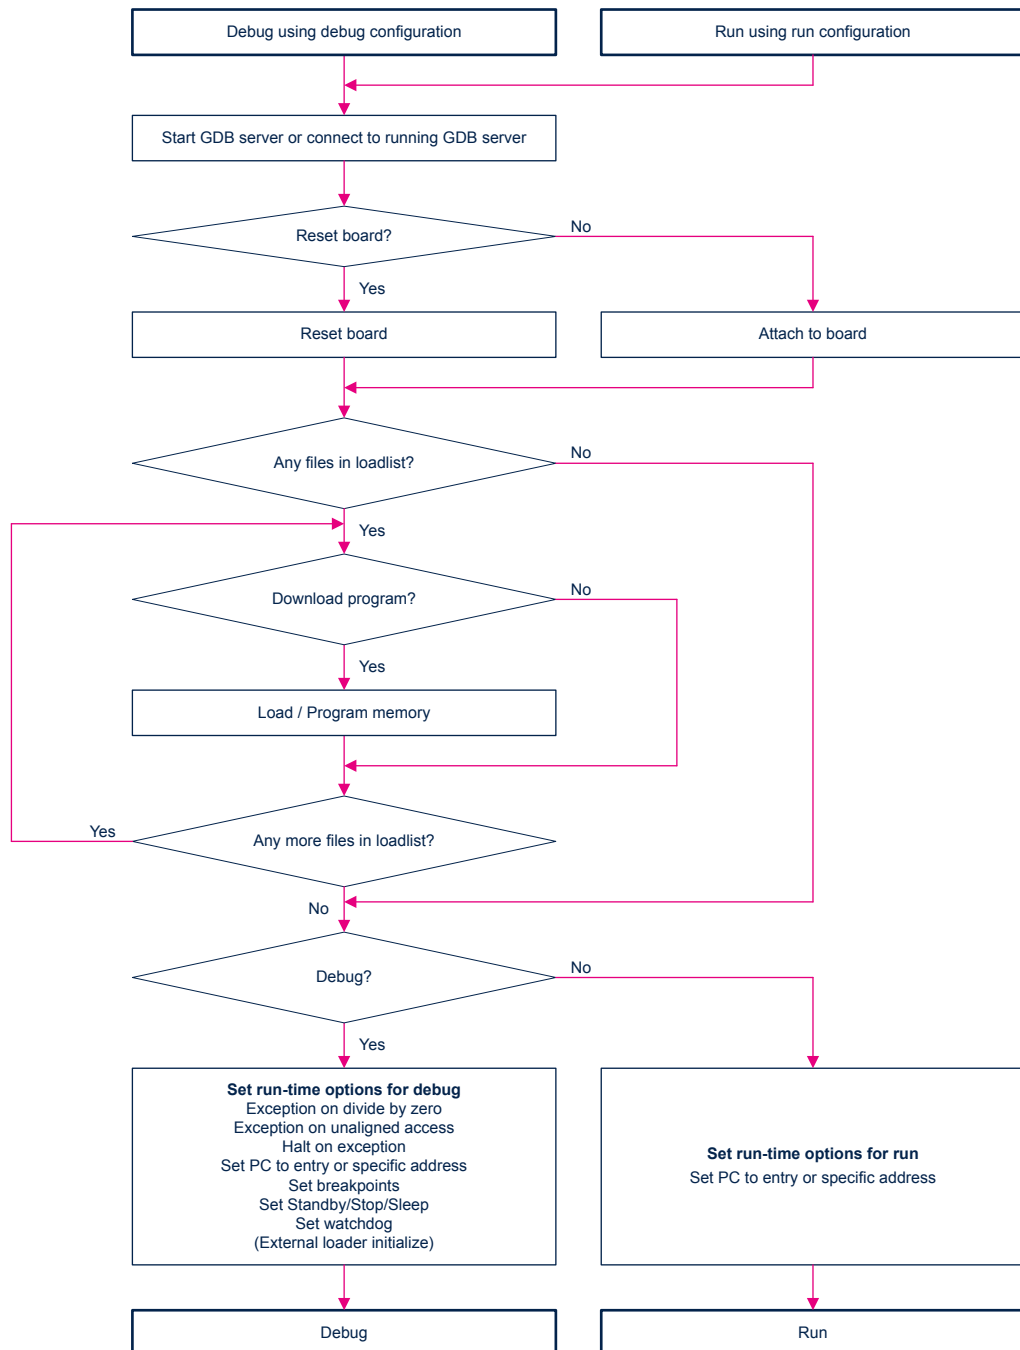 Debug using debug configuration
Run using run configuration
Start GDB server or connect to running GDB server
Reset board?
No
Yes
Reset board
Attach to board
Any files in loadlist?
No
Yes
Download program?
No
Yes
Load / Program memory
Any more files in loadlist?
Yes
No
Debug?
No
Yes
Set run-time options for debug
Exception on divide by zero
Exception on unaligned access
Halt on exception
Set PC to entry or specific address
Set breakpoints
Set Standby/Stop/Sleep
Set watchdog
(External loader initialize)
Set run-time options for run
Set PC to entry or specific address
Debug
Run